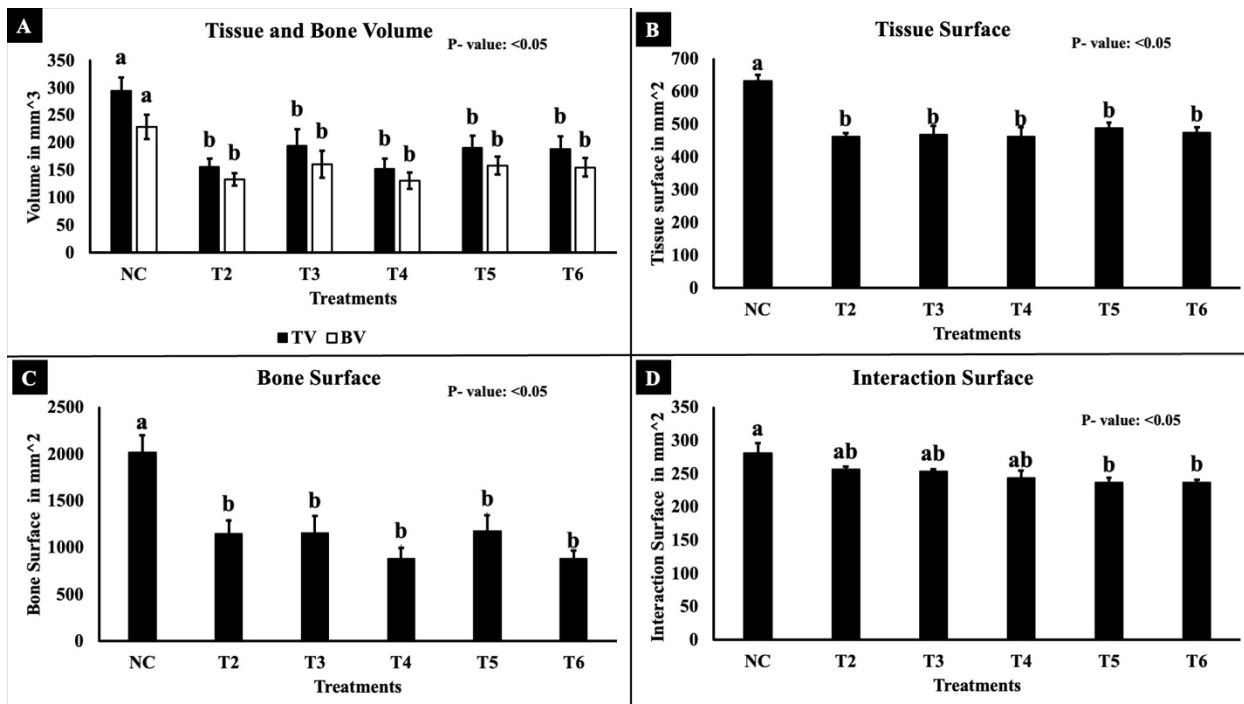 A
Tissue and Bone Volume
P- value: <0.05
Volume in mm^3
350
300
250
200
150
100
50
0
a
a
b
b
b
b
b
b
b
b
b
b
NC T2 T3 T4 T5 T6
Treatments
TV BV
B
Tissue Surface
P- value: <0.05
Tissue surface in mm^2
700
600
500
400
300
200
100
0
a
b
b
b
b
b
NC T2 T3 T4 T5 T6
Treatments
C
Bone Surface
P- value: <0.05
Bone Surface in mm^2
2500
2000
1500
1000
500
0
a
b
b
b
b
b
NC T2 T3 T4 T5 T6
Treatments
D
Interaction Surface
P- value: <0.05
Interaction Surface in mm^2
350
300
250
200
150
100
50
0
a
ab
ab
ab
b
b
NC T2 T3 T4 T5 T6
Treatments